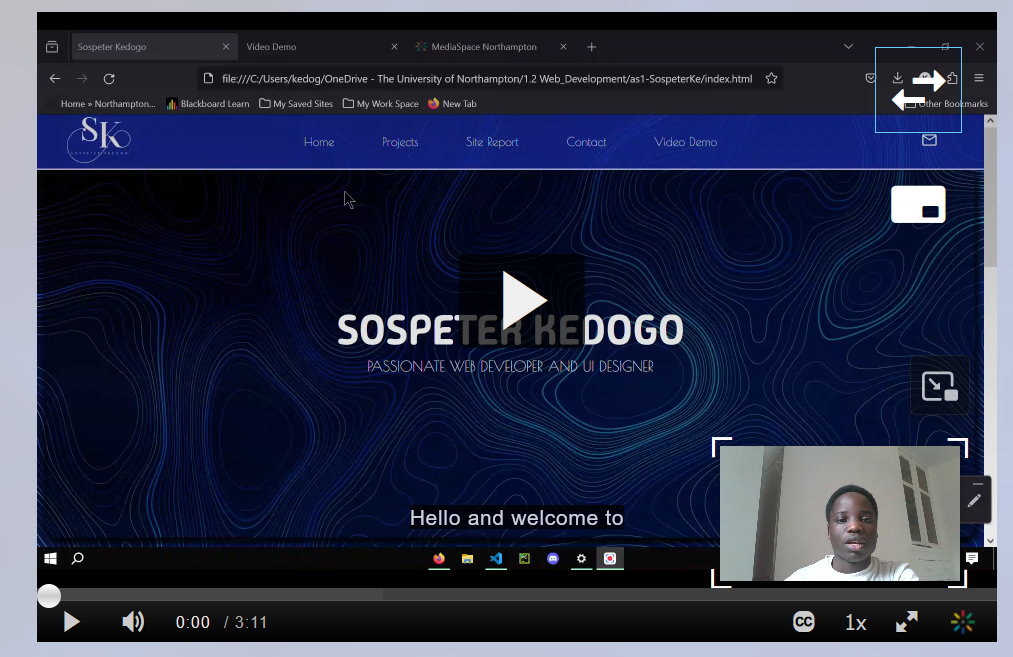 Sospeter Kedogo
Video Demo
MediaSpace Northampton
file:///C:/Users/kedog/OneDrive - The University of Northampton/1.2 Web_Development/as1-SospeterKe/index.html
Home » Northampton...
Blackboard Learn
My Saved Sites
My Work Space
New Tab
Other Bookmarks
SK
SOSPETER KEDOGO
Home
Projects
Site Report
Contact
Video Demo
SOSPETER KEDOGO
PASSIONATE WEB DEVELOPER AND UI DESIGNER
Hello and welcome to
0:00 / 3:11
CC
1x